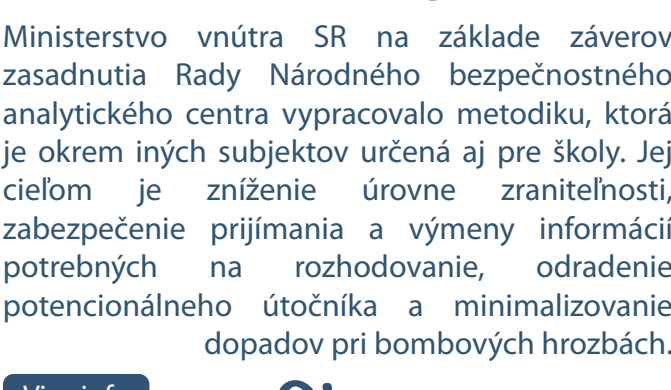 Ministerstvo vnútra SR na základe záverov
zasadnutia Rady Národného bezpečnostného
analytického centra vypracovalo metodiku, ktorá
je okrem iných subjektov určená aj pre školy. Jej
cieľom je zníženie úrovne zraniteľnosti,
zabezpečenie prijímania a výmeny informácií
potrebných na rozhodovanie, odradenie
potencionálneho útočníka a minimalizovanie
dopadov pri bombových hrozbách.